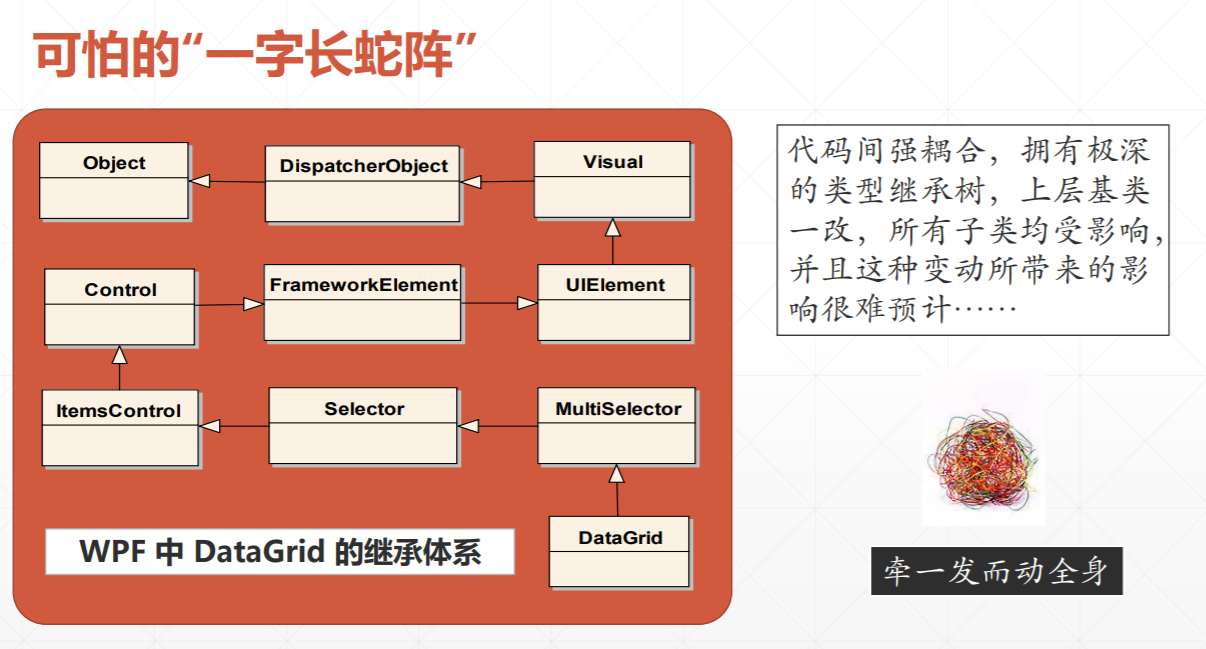 可怕的“一字长蛇阵”
Object
DispatcherObject
Visual
Control
FrameworkElement
UIElement
ItemsControl
Selector
MultiSelector
DataGrid
WPF 中 DataGrid 的继承体系
代码间强耦合，拥有极深
的类型继承树，上层基类
一改，所有子类均受影响，
并且这种变动所带来的影
响很难预计……
牵一发而动全身